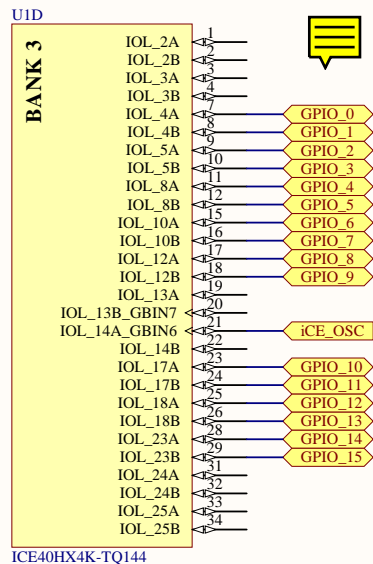 U1D
BANK 3
IOL_2A 1
IOL_2B 2
IOL_3A 3
IOL_3B 4
IOL_4A 7 GPIO_0
IOL_4B 8 GPIO_1
IOL_5A 9 GPIO_2
IOL_5B 10 GPIO_3
IOL_8A 11 GPIO_4
IOL_8B 12 GPIO_5
IOL_10A 15 GPIO_6
IOL_10B 16 GPIO_7
IOL_12A 17 GPIO_8
IOL_12B 18 GPIO_9
IOL_13A 19
IOL_13B_GBIN7 20
IOL_14A_GBIN6 21 iCE_OSC
IOL_14B 22
IOL_17A 23 GPIO_10
IOL_17B 24 GPIO_11
IOL_18A 25 GPIO_12
IOL_18B 26 GPIO_13
IOL_23A 28 GPIO_14
IOL_23B 29 GPIO_15
IOL_24A 31
IOL_24B 32
IOL_25A 33
IOL_25B 34
ICE40HX4K-TQ144